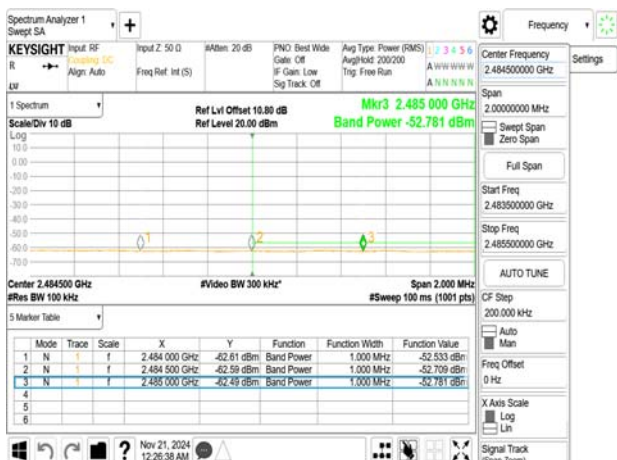 Spectrum Analyzer 1
Swept SA
+
Frequency
KEYSIGHT
Input: RF
Coupling: DC
Align: Auto
Input Z: 50 Ω
Freq Ref: Int (S)
#Atten: 20 dB
PNO: Best Wide
Gate: Off
IF Gain: Low
Sig Track: Off
Avg Type: Power (RMS)
Avg|Hold: 200/200
Trig: Free Run
1 2 3 4 5 6
A W W W W W
A N N N N N
R
Settings
Center Frequency
2.484500000 GHz
Span
2.00000000 MHz
Swept Span
Zero Span
Full Span
Start Freq
2.483500000 GHz
Stop Freq
2.485500000 GHz
AUTO TUNE
CF Step
200.000 kHz
Auto
Man
Freq Offset
0 Hz
X Axis Scale
Log
Lin
Signal Track
(Span Zoom)
1 Spectrum
Scale/Div 10 dB
Ref Lvl Offset 10.80 dB
Ref Level 20.00 dBm
Mkr3 2.485 000 GHz
Band Power -52.781 dBm
Log
10.0
0.00
-10.0
-20.0
-30.0
-40.0
-50.0
-60.0
-70.0
1
2
3
Center 2.484500 GHz
#Res BW 100 kHz
#Video BW 300 kHz*
Span 2.000 MHz
#Sweep 100 ms (1001 pts)
5 Marker Table
Mode Trace Scale X Y Function Function Width Function Value
1 N 1 f 2.484 000 GHz -62.61 dBm Band Power 1.000 MHz -52.533 dBm
2 N 1 f 2.484 500 GHz -62.59 dBm Band Power 1.000 MHz -52.709 dBm
3 N 1 f 2.485 000 GHz -62.49 dBm Band Power 1.000 MHz -52.781 dBm
4
5
6
?
Nov 21, 2024
12:26:38 AM